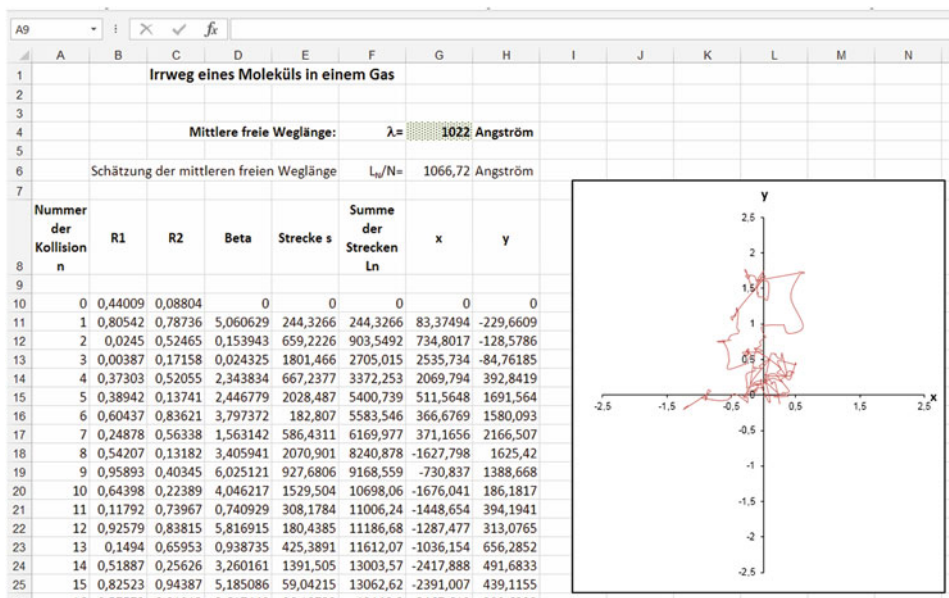 A9 fx
A B C D E F G H I J K L M N
1 Irrweg eines Moleküls in einem Gas
2
3
4 Mittlere freie Weglänge: λ= 1022 Angström
5
6 Schätzung der mittleren freien Weglänge L_N/N= 1066,72 Angström
7
8 Nummer der Kollision n R1 R2 Beta Strecke s Summe der Strecken Ln x y
9
10 0 0,44009 0,08804 0 0 0 0 0
11 1 0,80542 0,78736 5,060629 244,3266 244,3266 83,37494 -229,6609
12 2 0,0245 0,52465 0,153943 659,2226 903,5492 734,8017 -128,5786
13 3 0,00387 0,17158 0,024325 1801,466 2705,015 2535,734 -84,76185
14 4 0,37303 0,52055 2,343834 667,2377 3372,253 2069,794 392,8419
15 5 0,38942 0,13741 2,446779 2028,487 5400,739 511,5648 1691,564
16 6 0,60437 0,83621 3,797372 182,807 5583,546 366,6769 1580,093
17 7 0,24878 0,56338 1,563142 586,4311 6169,977 371,1656 2166,507
18 8 0,54207 0,13182 3,405941 2070,901 8240,878 -1627,798 1625,42
19 9 0,95893 0,40345 6,025121 927,6806 9168,559 -730,837 1388,668
20 10 0,64398 0,22389 4,046217 1529,504 10698,06 -1676,041 186,1817
21 11 0,11792 0,73967 0,740929 308,1784 11006,24 -1448,654 394,1941
22 12 0,92579 0,83815 5,816915 180,4385 11186,68 -1287,477 313,0765
23 13 0,1494 0,65953 0,938735 425,3891 11612,07 -1036,154 656,2852
24 14 0,51887 0,25626 3,260161 1391,505 13003,57 -2417,888 491,6833
25 15 0,82523 0,94387 5,185086 59,04215 13062,62 -2391,007 439,1155
y
2,5
2
1,5
1
0,5
0
-2,5 -1,5 -0,5 0,5 1,5 2,5 x
-0,5
-1
-1,5
-2
-2,5